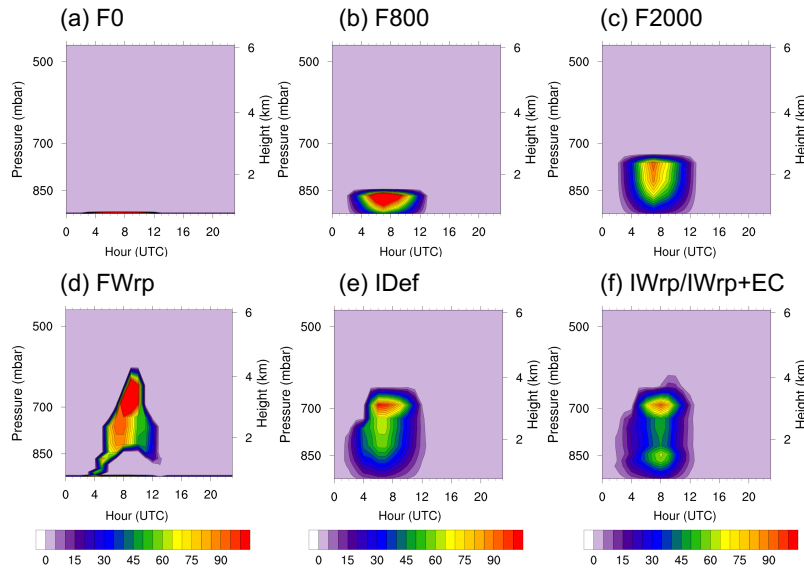 (a) F0
(b) F800
(c) F2000
500
700
850
Pressure (mbar)
6
4
2
Height (km)
0 4 8 12 16 20
Hour (UTC)
500
700
850
Pressure (mbar)
6
4
2
Height (km)
0 4 8 12 16 20
Hour (UTC)
500
700
850
Pressure (mbar)
6
4
2
Height (km)
0 4 8 12 16 20
Hour (UTC)
(d) FWrp
(e) IDef
(f) IWrp/IWrp+EC
500
700
850
Pressure (mbar)
6
4
2
Height (km)
0 4 8 12 16 20
Hour (UTC)
500
700
850
Pressure (mbar)
6
4
2
Height (km)
0 4 8 12 16 20
Hour (UTC)
500
700
850
Pressure (mbar)
6
4
2
Height (km)
0 4 8 12 16 20
Hour (UTC)
0 15 30 45 60 75 90
0 15 30 45 60 75 90
0 15 30 45 60 75 90